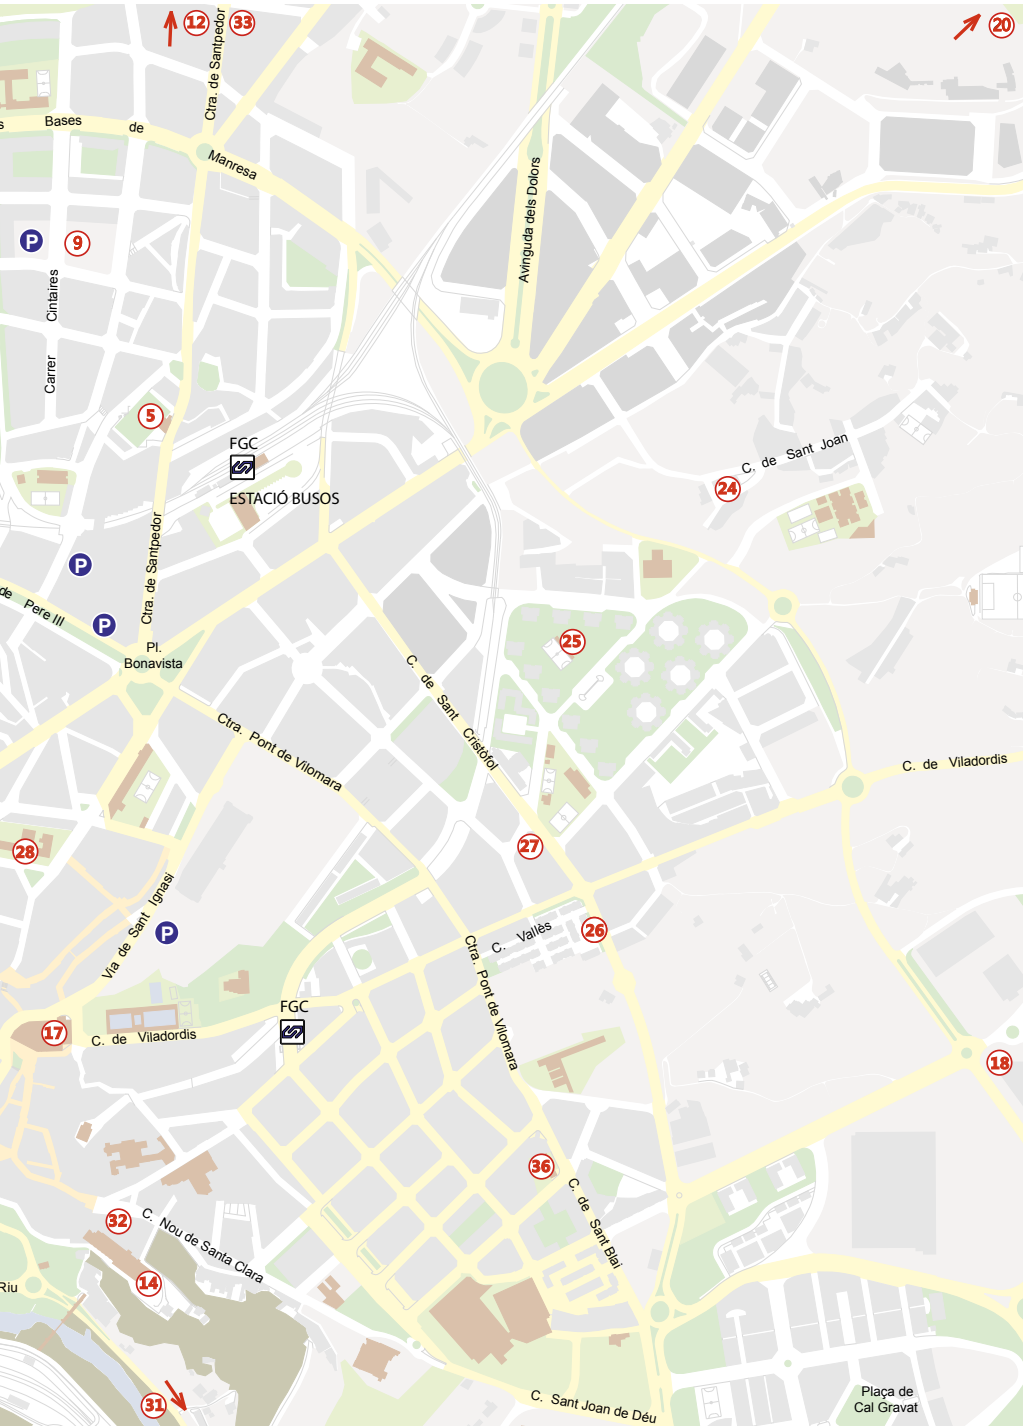 12
33
20
Ctra. de Santpedor
Bases de
Manresa
Avinguda dels Dolors
P
9
Cintaires
Carrer
5
FGC
ESTACIÓ BUSOS
C. de Sant Joan
24
Ctra. de Santpedor
P
de Pere III
P
Pl.
Bonavista
25
C. de Sant Cristòfol
Ctra. Pont de Vilomara
C. de Viladordis
28
27
Via de Sant Ignasi
P
C. Vallès
26
Ctra. Pont de Vilomara
FGC
17
C. de Viladordis
18
36
C. de Sant Blai
32
C. Nou de Santa Clara
14
Riu
31
C. Sant Joan de Déu
Plaça de
Cal Gravat